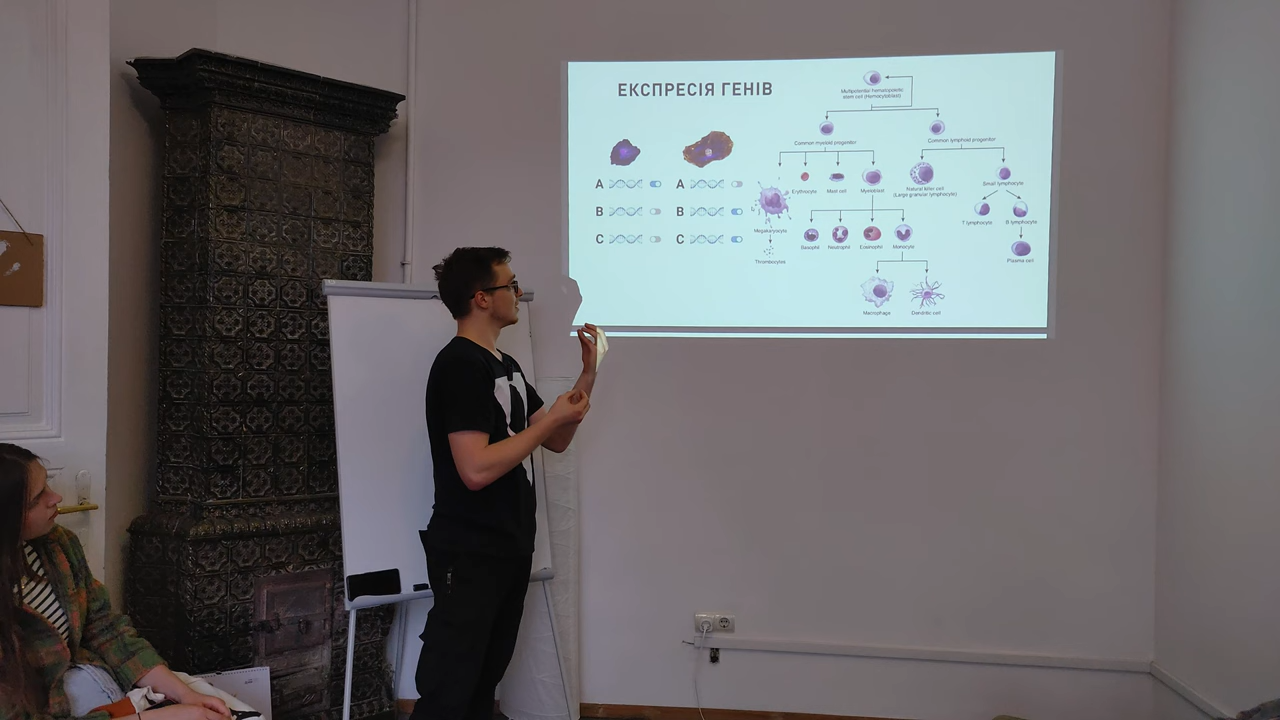 ЕКСПРЕСІЯ ГЕНІВ
Multipotential hematopoietic
stem cell (Hemocytoblast)
Common myeloid progenitor
Common lymphoid progenitor
Erythrocyte
Mast cell
Myeloblast
Natural killer cell
(Large granular lymphocyte)
Small lymphocyte
A
A
B
B
C
C
Megakaryocyte
Thrombocytes
Basophil
Neutrophil
Eosinophil
Monocyte
T lymphocyte
B lymphocyte
Plasma cell
Macrophage
Dendritic cell